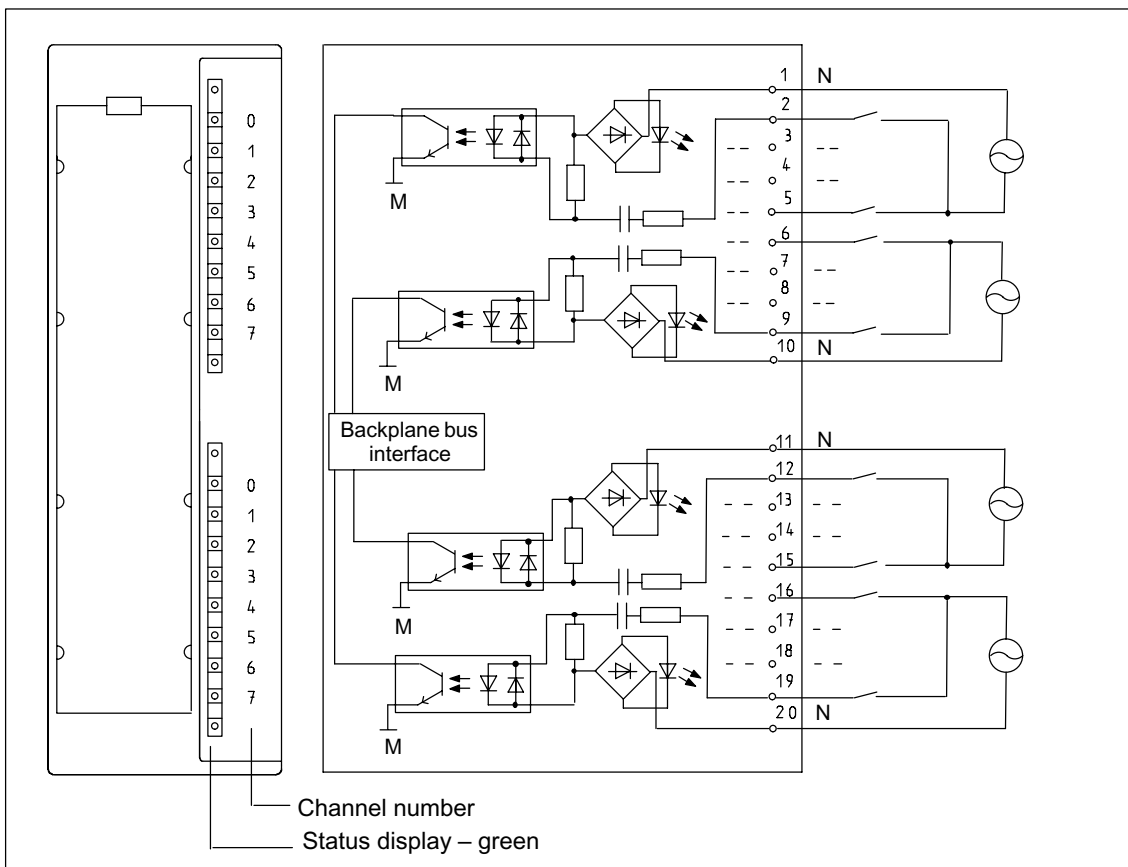 0
1
2
3
4
5
6
7
0
1
2
3
4
5
6
7
Channel number
Status display – green
M
M
Backplane bus
interface
M
M
1 N
2
3
4
5
6
7
8
9
10 N
11 N
12
13
14
15
16
17
18
19
20 N